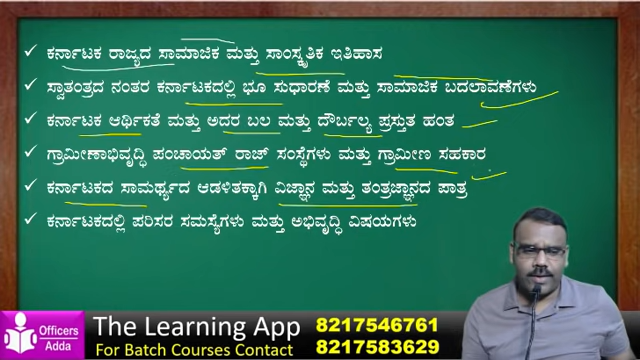 ✓ ಕರ್ನಾಟಕ ರಾಜ್ಯದ ಸಾಮಾಜಿಕ ಮತ್ತು ಸಾಂಸ್ಕೃತಿಕ ಇತಿಹಾಸ
✓ ಸ್ವಾತಂತ್ರದ ನಂತರ ಕರ್ನಾಟಕದಲ್ಲಿ ಭೂ ಸುಧಾರಣೆ ಮತ್ತು ಸಾಮಾಜಿಕ ಬದಲಾವಣೆಗಳು
✓ ಕರ್ನಾಟಕ ಆರ್ಥಿಕತೆ ಮತ್ತು ಅದರ ಬಲ ಮತ್ತು ದೌರ್ಬಲ್ಯ ಪ್ರಸ್ತುತ ಹಂತ
✓ ಗ್ರಾಮೀಣಾಭಿವೃದ್ಧಿ ಪಂಚಾಯತ್ ರಾಜ್ ಸಂಸ್ಥೆಗಳು ಮತ್ತು ಗ್ರಾಮೀಣ ಸಹಕಾರ
✓ ಕರ್ನಾಟಕದ ಸಾಮರ್ಥ್ಯದ ಆಡಳಿತಕ್ಕಾಗಿ ವಿಜ್ಞಾನ ಮತ್ತು ತಂತ್ರಜ್ಞಾನದ ಪಾತ್ರ
✓ ಕರ್ನಾಟಕದಲ್ಲಿ ಪರಿಸರ ಸಮಸ್ಯೆಗಳು ಮತ್ತು ಅಭಿವೃದ್ಧಿ ವಿಷಯಗಳು
Officers
Adda
The Learning App
For Batch Courses Contact
8217546761
8217583629